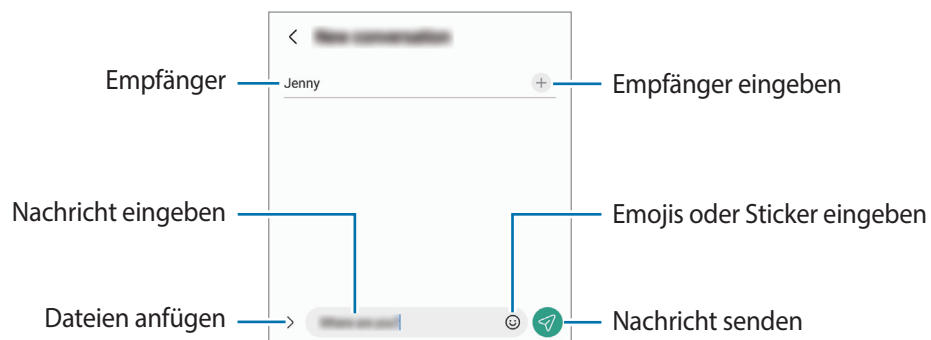 Empfänger
Jenny
Empfänger eingeben
Nachricht eingeben
Emojis oder Sticker eingeben
Dateien anfügen
Nachricht senden